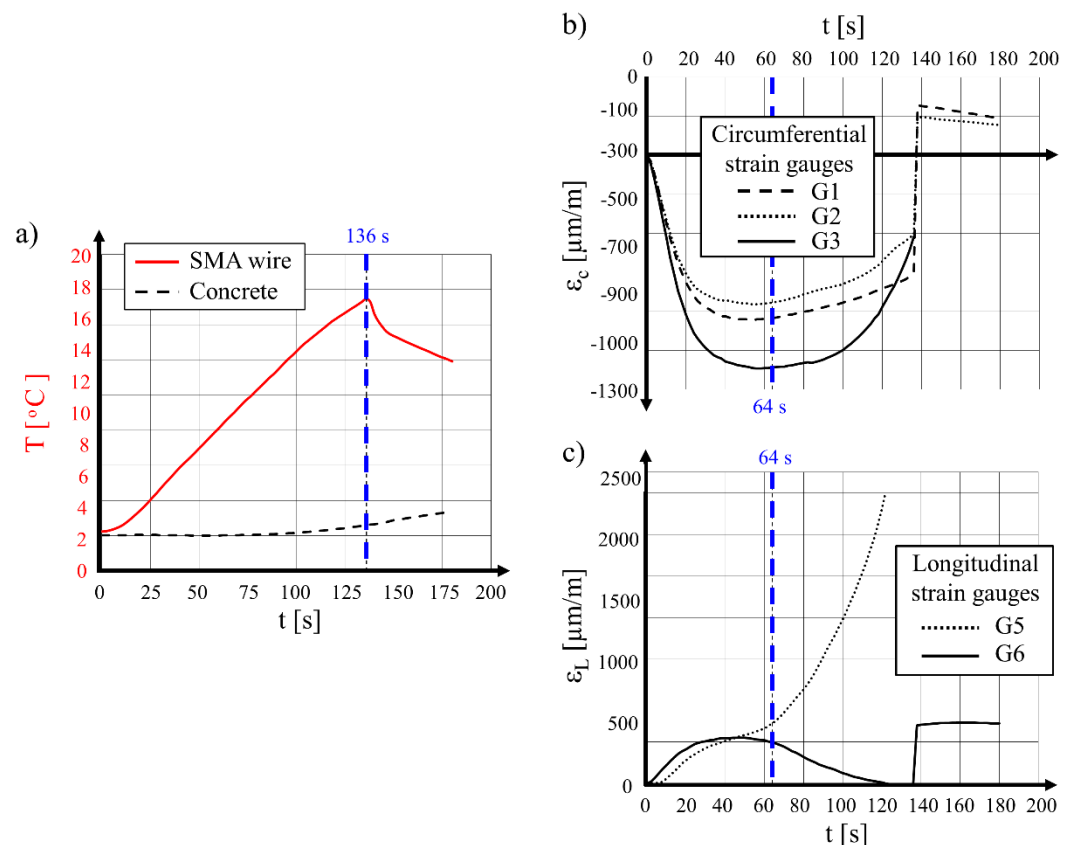 a)
136 s
20
18
16
14
12
10
8
6
4
2
0
T [ °C ]
SMA wire
Concrete
0 25 50 75 100 125 150 175 200
t [s]
b)
t [s]
0 20 40 60 80 100 120 140 160 180 200
0
-100
-300
-500
-700
-900
-1000
-1300
ε_c [µm/m]
Circumferential
strain gauges
G1
G2
G3
64 s
c)
64 s
2500
2000
1500
1000
500
0
ε_L [µm/m]
Longitudinal
strain gauges
G5
G6
0 20 40 60 80 100 120 140 160 180 200
t [s]